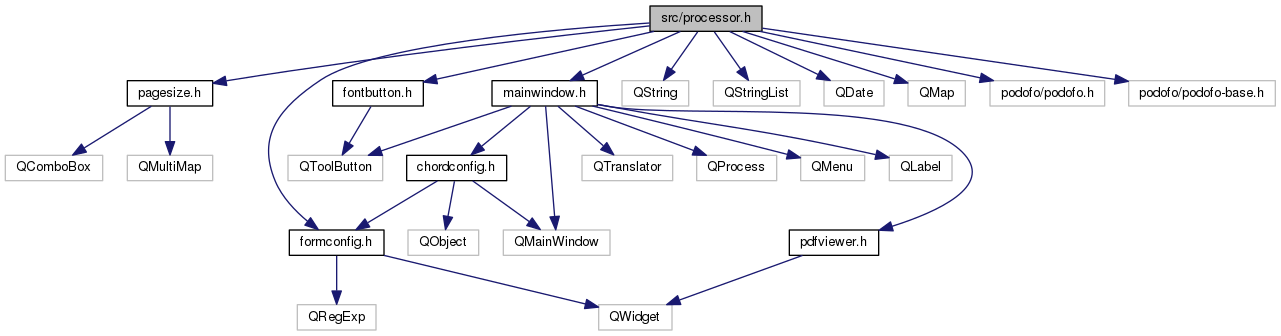 src/processor.h
pagesize.h
fontbutton.h
mainwindow.h
QString
QStringList
QDate
QMap
podofo/podofo.h
podofo/podofo-base.h
QComboBox
QMultiMap
QToolButton
chordconfig.h
QTranslator
QProcess
QMenu
QLabel
formconfig.h
QObject
QMainWindow
pdfviewer.h
QRegExp
QWidget